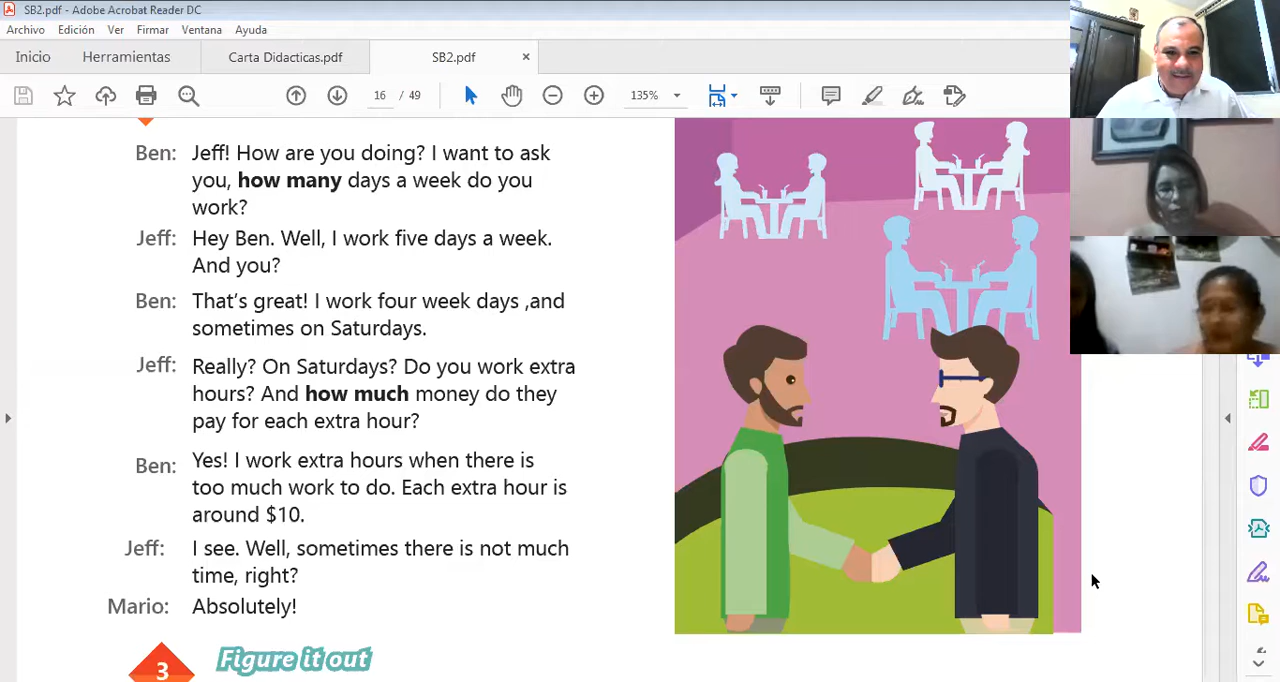 SB2.pdf - Adobe Acrobat Reader DC
Archivo Edición Ver Firmar Ventana Ayuda
Inicio Herramientas Carta Didacticas.pdf SB2.pdf ×
16 / 49 135%
Ben: Jeff! How are you doing? I want to ask
you, how many days a week do you
work?
Jeff: Hey Ben. Well, I work five days a week.
And you?
Ben: That's great! I work four week days ,and
sometimes on Saturdays.
Jeff: Really? On Saturdays? Do you work extra
hours? And how much money do they
pay for each extra hour?
Ben: Yes! I work extra hours when there is
too much work to do. Each extra hour is
around $10.
Jeff: I see. Well, sometimes there is not much
time, right?
Mario: Absolutely!
3 Figure it out